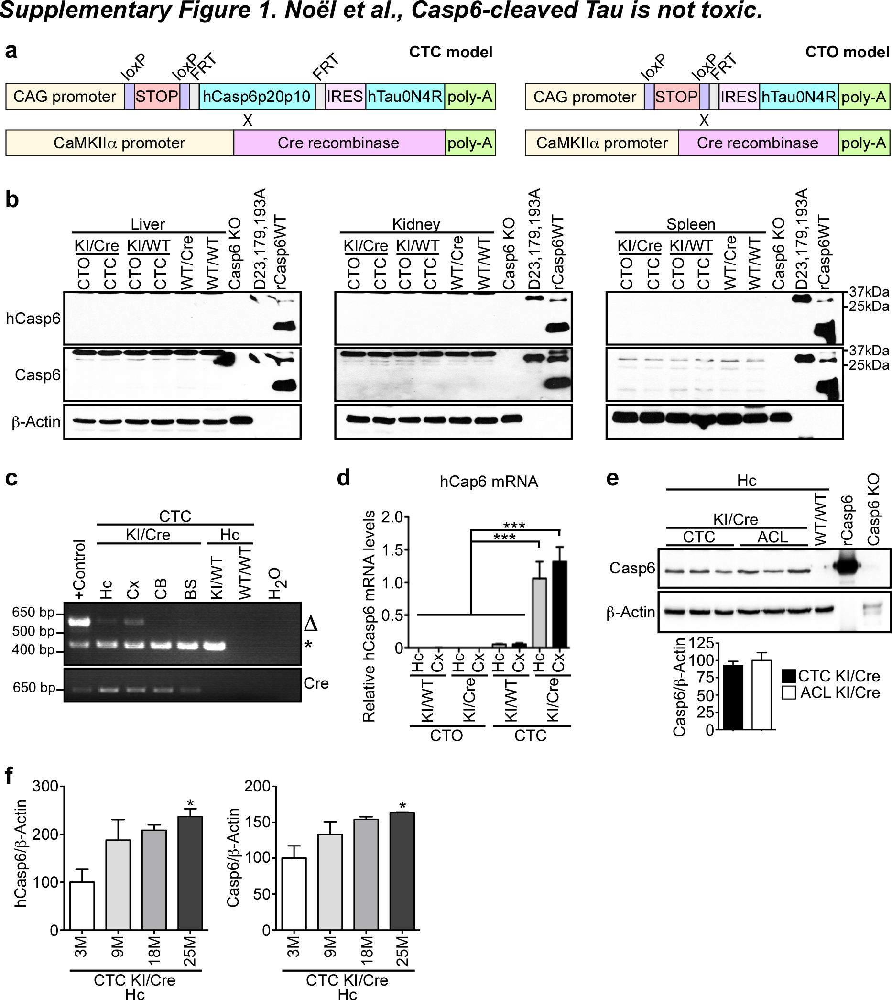 Supplementary Figure 1. Noël et al., Casp6-cleaved Tau is not toxic.
a
CTC model
loxP
loxP
FRT
FRT
CAG promoter
STOP
hCasp6p20p10
IRES
hTau0N4R
poly-A
X
CaMKIIα promoter
Cre recombinase
poly-A
CTO model
loxP
loxP
FRT
CAG promoter
STOP
IRES
hTau0N4R
poly-A
X
CaMKIIα promoter
Cre recombinase
poly-A
b
Liver
KI/Cre
KI/WT
CTO
CTC
CTO
CTC
WT/Cre
WT/WT
Casp6 KO
D23,179,193A
rCasp6WT
Kidney
KI/Cre
KI/WT
CTO
CTC
CTO
CTC
WT/Cre
WT/WT
Casp6 KO
D23,179,193A
rCasp6WT
Spleen
KI/Cre
KI/WT
CTO
CTC
CTO
CTC
WT/Cre
WT/WT
Casp6 KO
D23,179,193A
rCasp6WT
hCasp6
37kDa
25kDa
Casp6
37kDa
25kDa
β-Actin
c
CTC
KI/Cre
Hc
+Control
Hc
Cx
CB
BS
KI/WT
WT/WT
H2O
650 bp
500 bp
400 bp
Δ
*
650 bp
Cre
d
hCap6 mRNA
Relative hCasp6 mRNA levels
2.0
1.5
1.0
0.5
0
***
***
Hc
Cx
Hc
Cx
Hc
Cx
Hc
Cx
KI/WT
KI/Cre
KI/WT
KI/Cre
CTO
CTC
e
Hc
KI/Cre
CTC
ACL
WT/WT
rCasp6
Casp6 KO
Casp6
β-Actin
Casp6/β-Actin
125
100
75
50
25
0
CTC KI/Cre
ACL KI/Cre
f
hCasp6/β-Actin
300
200
100
0
*
3M
9M
18M
25M
CTC KI/Cre
Hc
Casp6/β-Actin
200
150
100
50
0
*
3M
9M
18M
25M
CTC KI/Cre
Hc